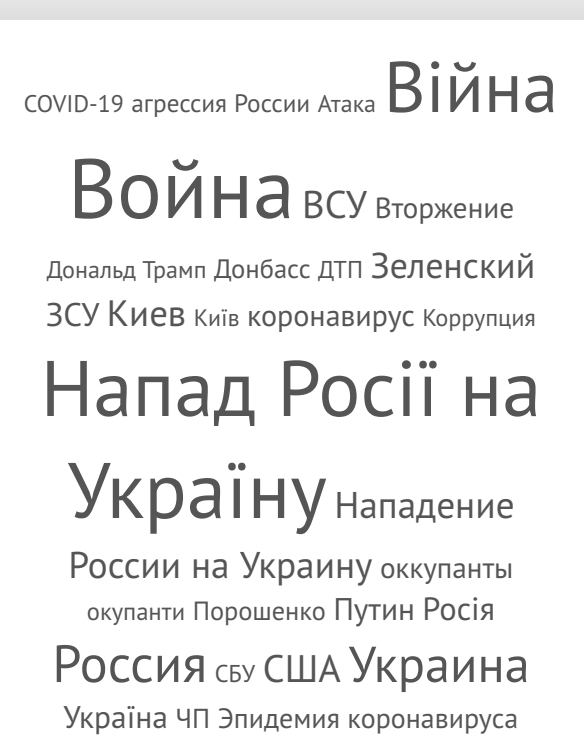 COVID-19 агрессия России Атака Війна
Война ВСУ Вторжение
Дональд Трамп Донбасс ДТП Зеленский
ЗСУ Киев Київ коронавирус Коррупция
Напад Росії на
Україну Нападение
России на Украину оккупанты
окупанти Порошенко Путин Росія
Россия СБУ США Украина
Україна ЧП Эпидемия коронавируса